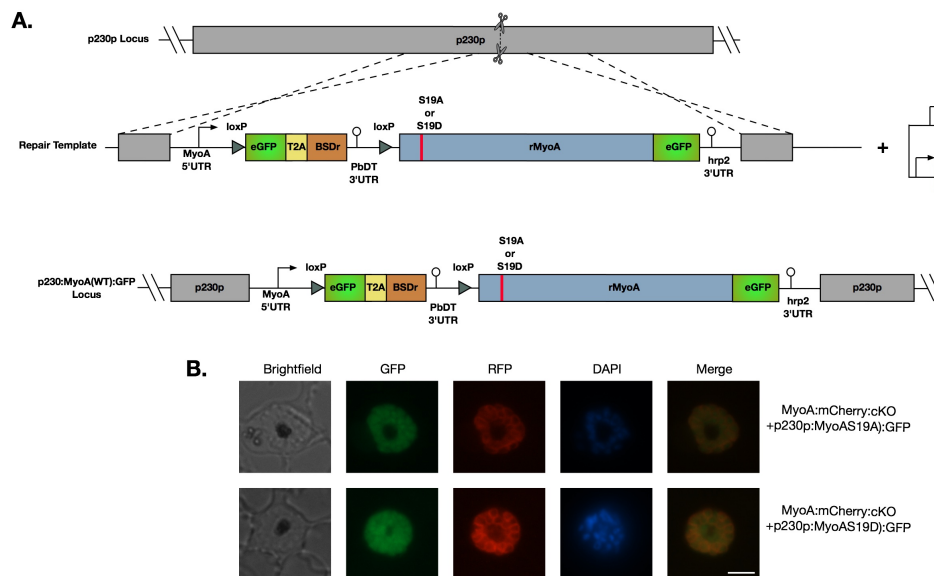 A.
p230p Locus
p230p
S19A
or
S19D
loxP
loxP
Repair Template
eGFP T2A BSDr
rMyoA
eGFP
+
MyoA
5'UTR
PbDT
3'UTR
hrp2
3'UTR
S19A
or
S19D
loxP
loxP
p230:MyoA(WT):GFP
Locus
p230p
eGFP T2A BSDr
rMyoA
eGFP
p230p
MyoA
5'UTR
PbDT
3'UTR
hrp2
3'UTR
B.
Brightfield GFP RFP DAPI Merge
MyoA:mCherry:cKO
+p230p:MyoAS19A):GFP
MyoA:mCherry:cKO
+p230p:MyoAS19D):GFP